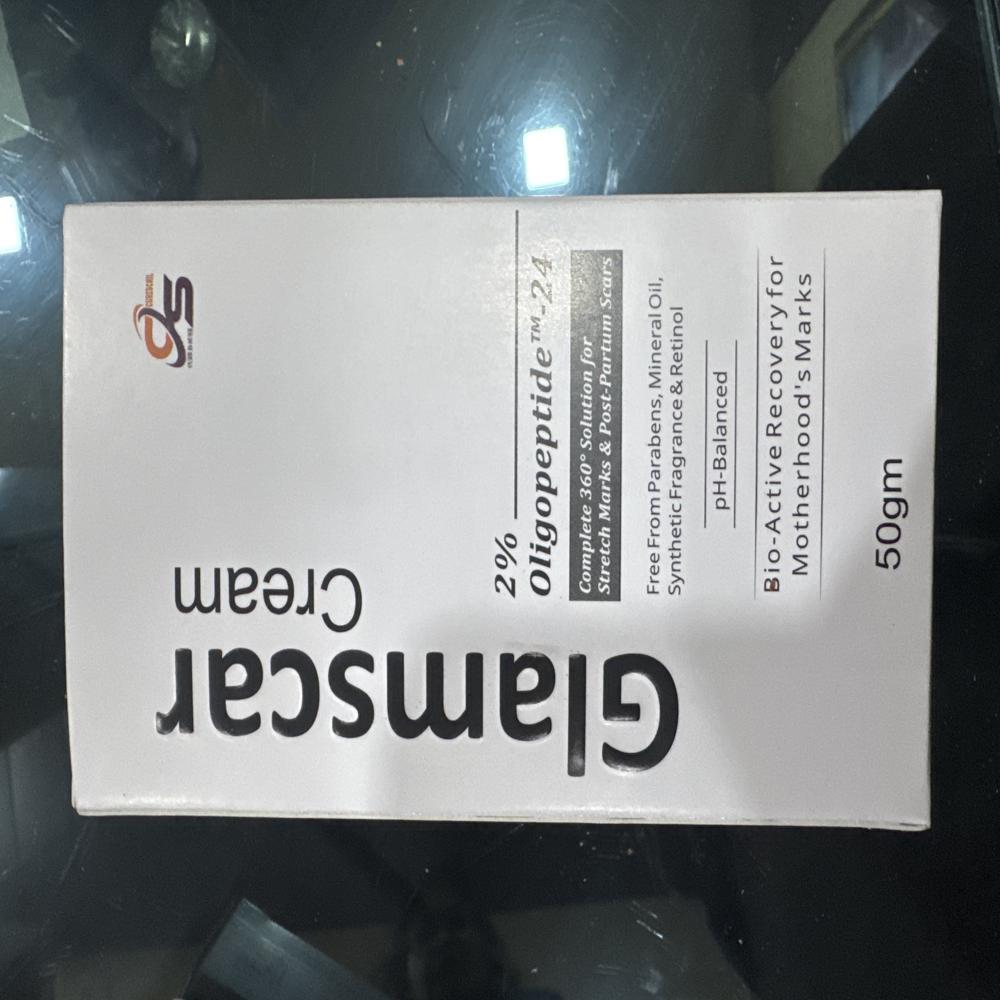 Glamscar
Cream
2%
Oligopeptide™-24
Complete 360° Solution for
Stretch Marks & Post-Partum Scars
Free From Parabens, Mineral Oil,
Synthetic Fragrance & Retinol
pH-Balanced
Bio-Active Recovery for
Motherhood's Marks
50gm